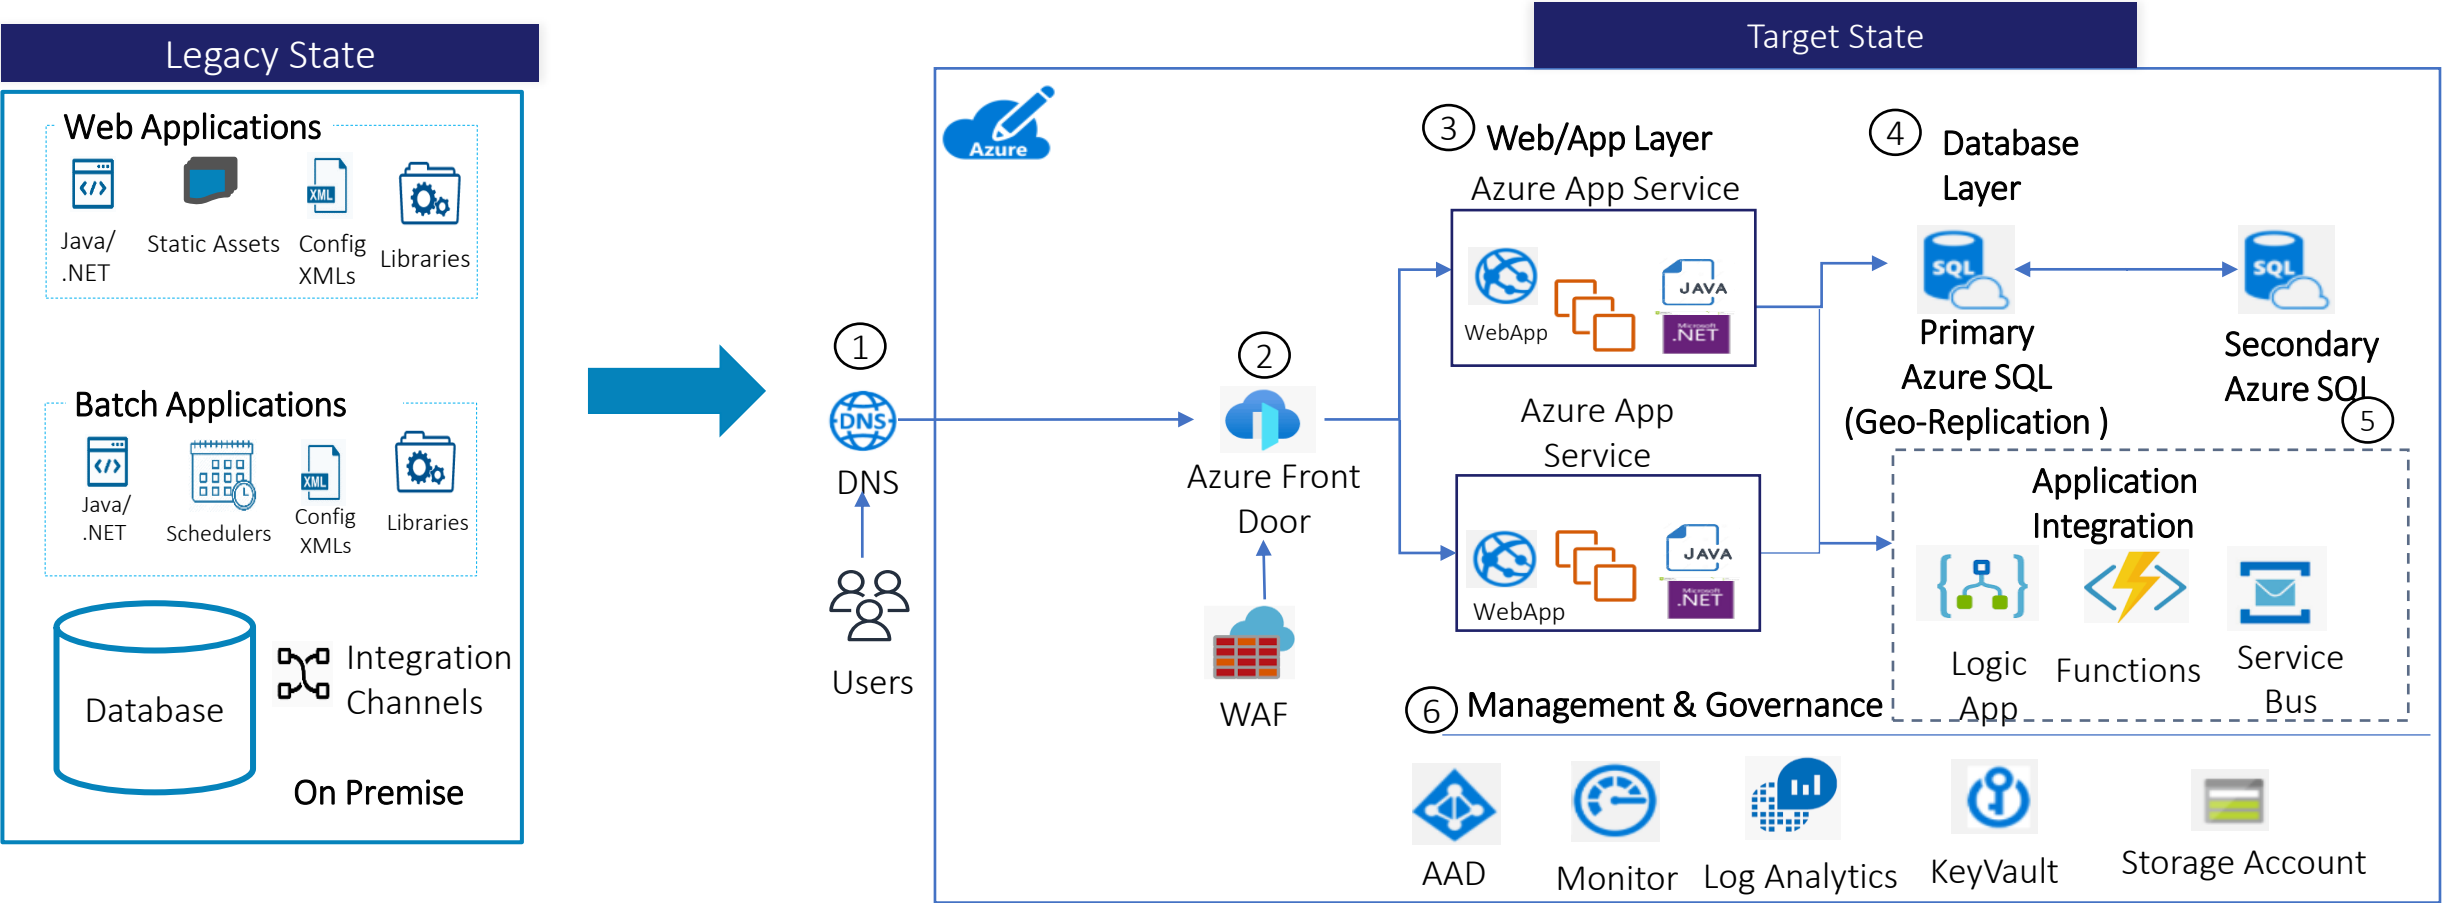 Legacy State
Web Applications
</>
XML
Java/
.NET
Static Assets
Config
XMLs
Libraries
Batch Applications
</>
XML
Java/
.NET
Schedulers
Config
XMLs
Libraries
Database
Integration
Channels
On Premise
Target State
Azure
1
DNS
DNS
Users
2
Azure Front
Door
WAF
3
Web/App Layer
Azure App Service
WebApp
JAVA
Microsoft
.NET
Azure App
Service
WebApp
JAVA
Microsoft
.NET
4
Database
Layer
SQL
Primary
Azure SQL
(Geo-Replication )
SQL
Secondary
Azure SQL
5
Application
Integration
Logic
App
Functions
Service
Bus
6
Management & Governance
AAD
Monitor
Log Analytics
KeyVault
Storage Account